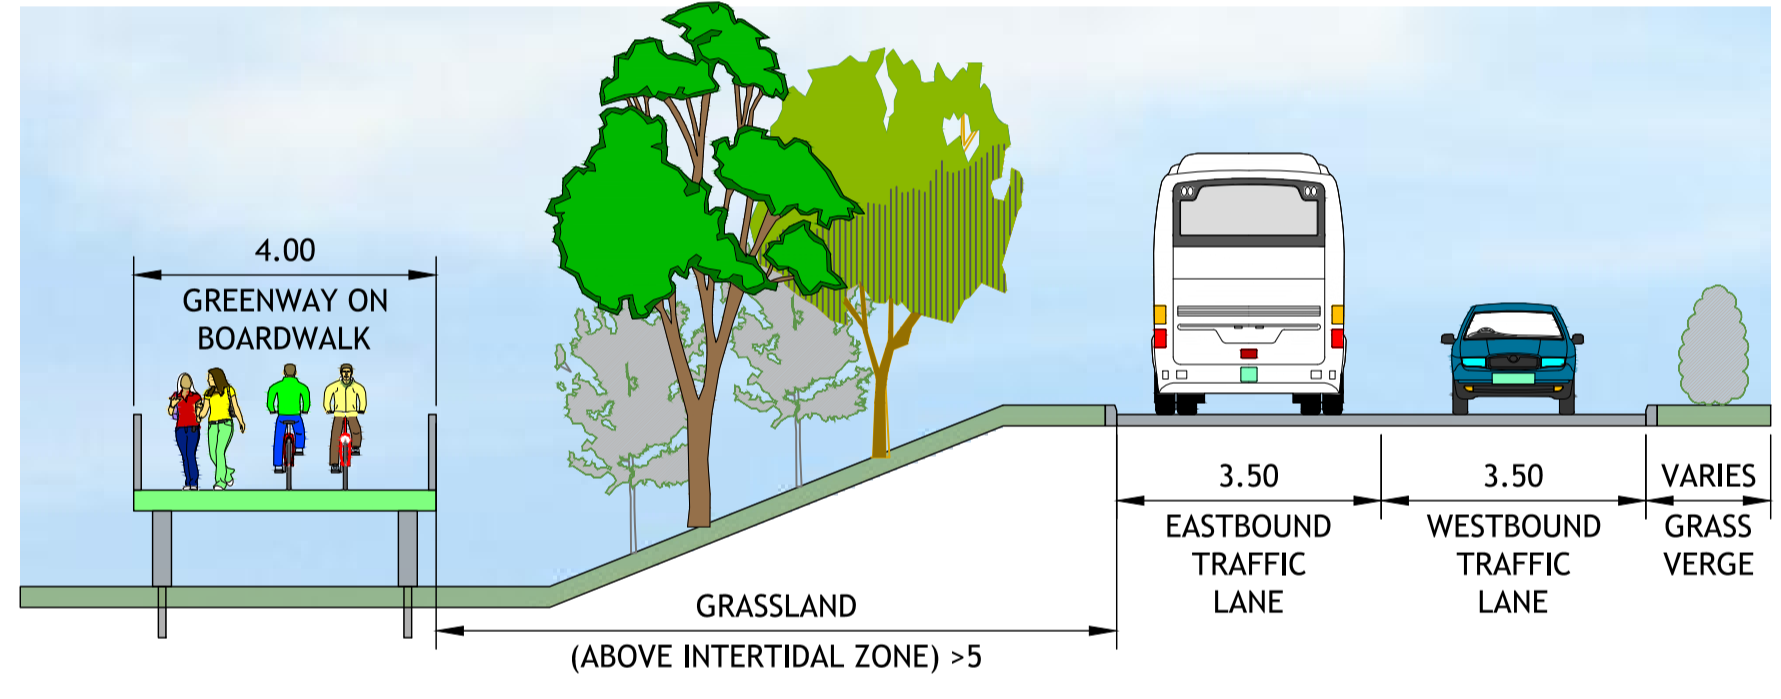 4.00
GREENWAY ON
BOARDWALK
GRASSLAND
(ABOVE INTERTIDAL ZONE) >5
3.50
EASTBOUND
TRAFFIC
LANE
3.50
WESTBOUND
TRAFFIC
LANE
VARIES
GRASS
VERGE